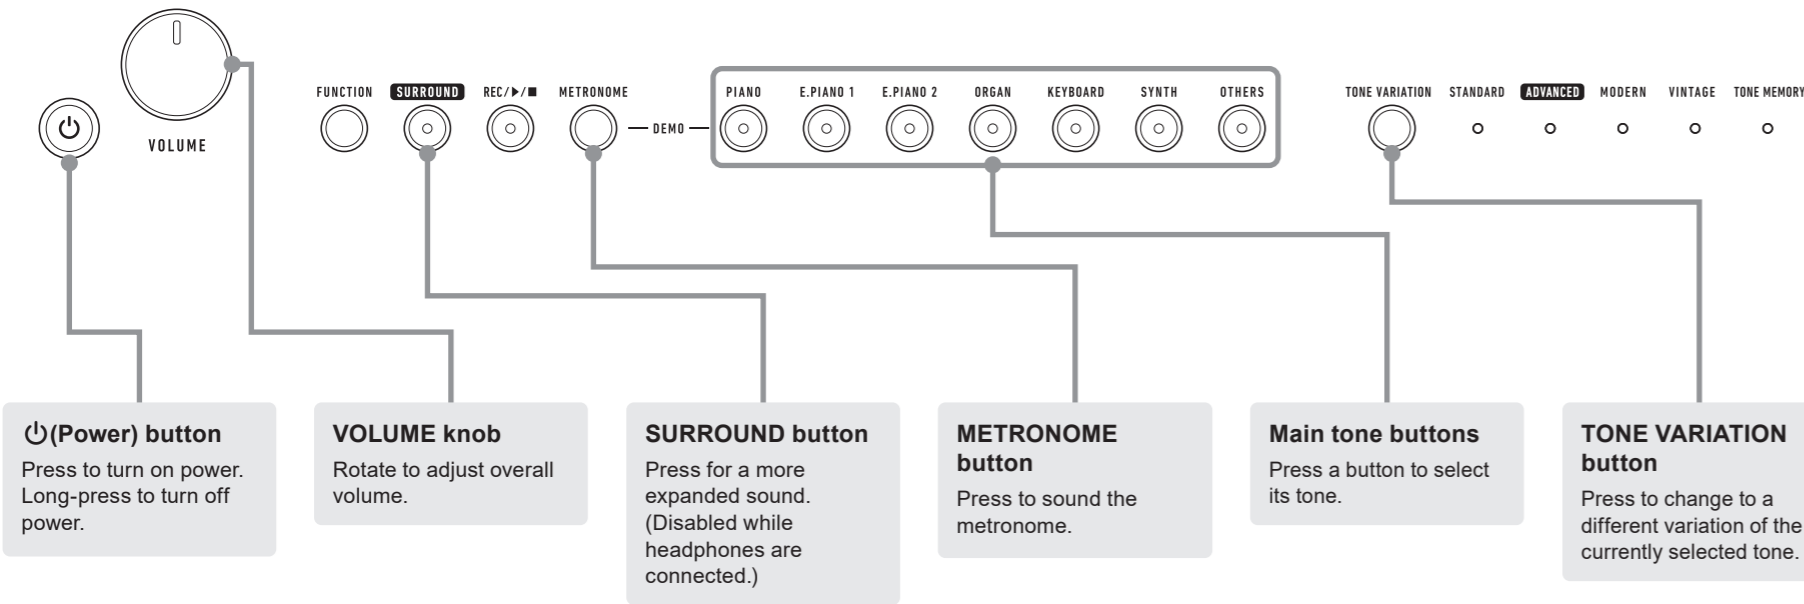 FUNCTION SURROUND REC/▶/■ METRONOME PIANO E.PIANO 1 E.PIANO 2 ORGAN KEYBOARD SYNTH OTHERS TONE VARIATION STANDARD ADVANCED MODERN VINTAGE TONE MEMORY
VOLUME
DEMO
⏻(Power) button
Press to turn on power.
Long-press to turn off
power.
VOLUME knob
Rotate to adjust overall
volume.
SURROUND button
Press for a more
expanded sound.
(Disabled while
headphones are
connected.)
METRONOME
button
Press to sound the
metronome.
Main tone buttons
Press a button to select
its tone.
TONE VARIATION
button
Press to change to a
different variation of the
currently selected tone.